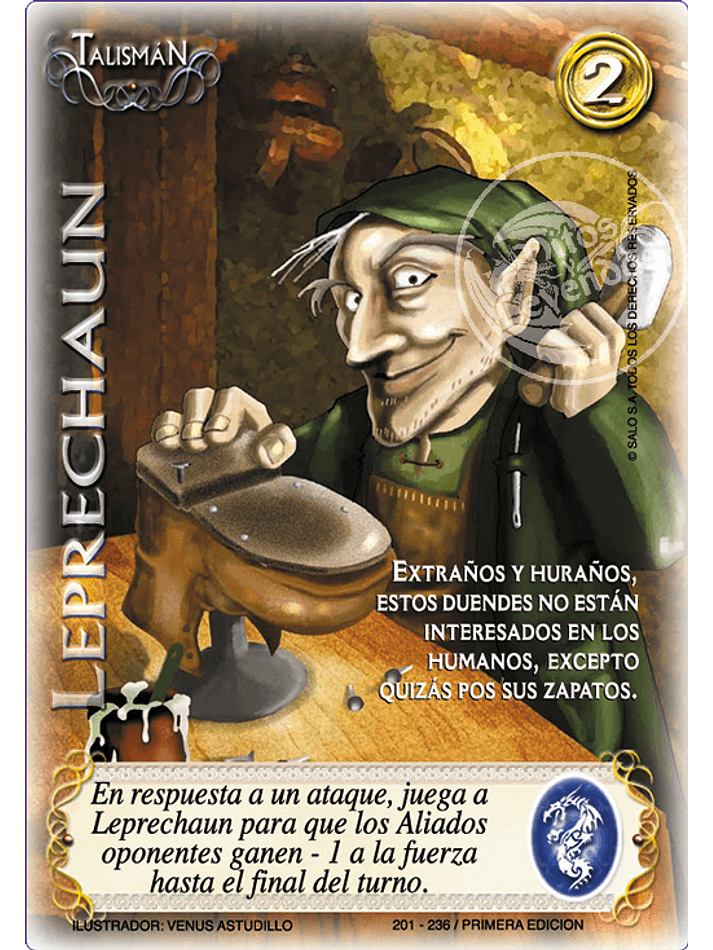 TALISMÁN
2
LEPRECHAUN
© SALO S.A. TODOS LOS DERECHOS RESERVADOS
EXTRAÑOS Y HURAÑOS,
ESTOS DUENDES NO ESTÁN
INTERESADOS EN LOS
HUMANOS, EXCEPTO
QUIZÁS POS SUS ZAPATOS.
En respuesta a un ataque, juega a
Leprechaun para que los Aliados
oponentes ganen - 1 a la fuerza
hasta el final del turno.
ILUSTRADOR: VENUS ASTUDILLO
201 - 236 / PRIMERA EDICION